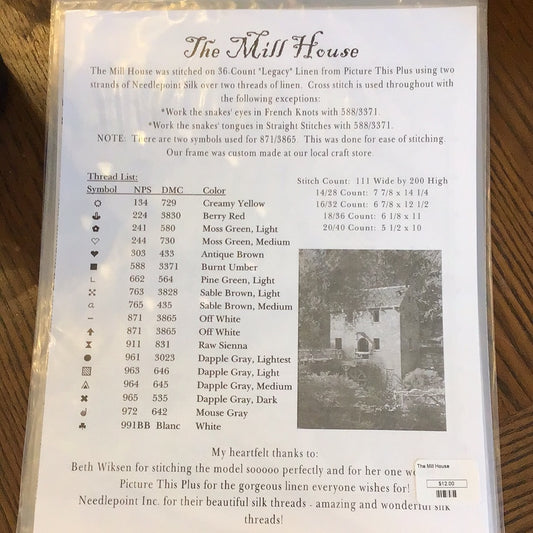 The Mill House
The Mill House was stitched on 36-Count "Legacy" Linen from Picture This Plus using two
strands of Needlepoint Silk over two threads of linen. Cross stitch is used throughout with
the following exceptions:
*Work the snakes' eyes in French Knots with 588/3371.
*Work the snakes' tongues in Straight Stitches with 588/3371.
NOTE: There are two symbols used for 871/3865. This was done for ease of stitching.
Our frame was custom made at our local craft store.
Thread List:
Symbol NPS DMC Color
134 729 Creamy Yellow
224 3830 Berry Red
241 580 Moss Green, Light
244 730 Moss Green, Medium
303 433 Antique Brown
588 3371 Burnt Umber
662 564 Pine Green, Light
763 3828 Sable Brown, Light
765 435 Sable Brown, Medium
871 3865 Off White
871 3865 Off White
911 831 Raw Sienna
961 3023 Dapple Gray, Lightest
963 646 Dapple Gray, Light
964 645 Dapple Gray, Medium
965 535 Dapple Gray, Dark
972 642 Mouse Gray
991BB Blanc White
Stitch Count: 111 Wide by 200 High
14/28 Count: 7 7/8 x 14 1/4
16/32 Count: 6 7/8 x 12 1/2
18/36 Count: 6 1/8 x 11
20/40 Count: 5 1/2 x 10
My heartfelt thanks to:
Beth Wiksen for stitching the model sooooo perfectly and for her one
Picture This Plus for the gorgeous linen everyone wishes for!
Needlepoint Inc. for their beautiful silk threads - amazing and wonderful silk
threads!
The Mill House
$12.00